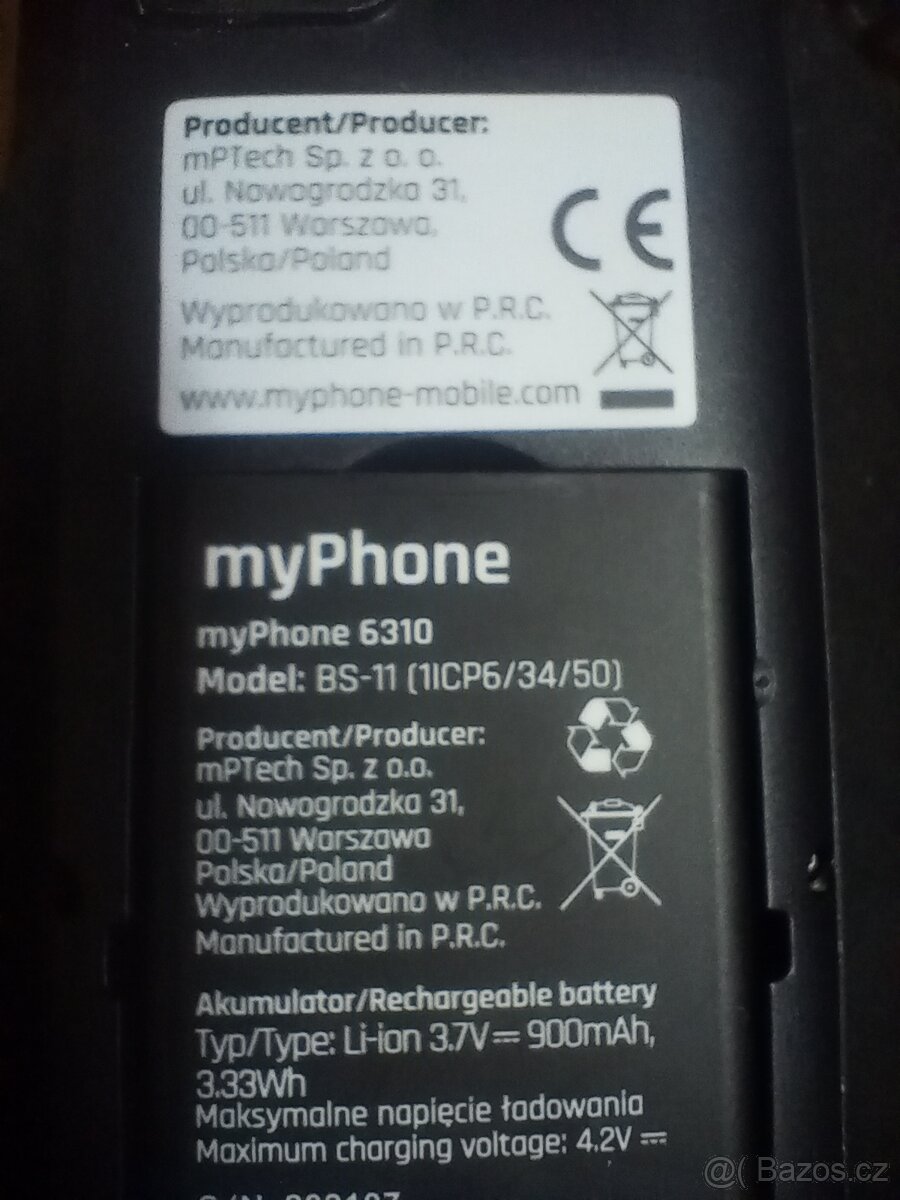 Producent/Producer:
mPTech Sp. z o. o.
ul. Nowogrodzka 31,
00-511 Warszawa,
Polska/Poland
CE
Wyprodukowano w P.R.C.
Manufactured in P.R.C.
www.myphone-mobile.com
myPhone
myPhone 6310
Model: BS-11 (1ICP6/34/50)
Producent/Producer:
mPTech Sp. z o.o.
ul. Nowogrodzka 31,
00-511 Warszawa
Polska/Poland
Wyprodukowano w P.R.C.
Manufactured in P.R.C.
Akumulator/Rechargeable battery
Typ/Type: Li-ion 3.7V⎓ 900mAh,
3.33Wh
Maksymalne napięcie ładowania
Maximum charging voltage: 4.2V ⎓
@( Bazos.cz